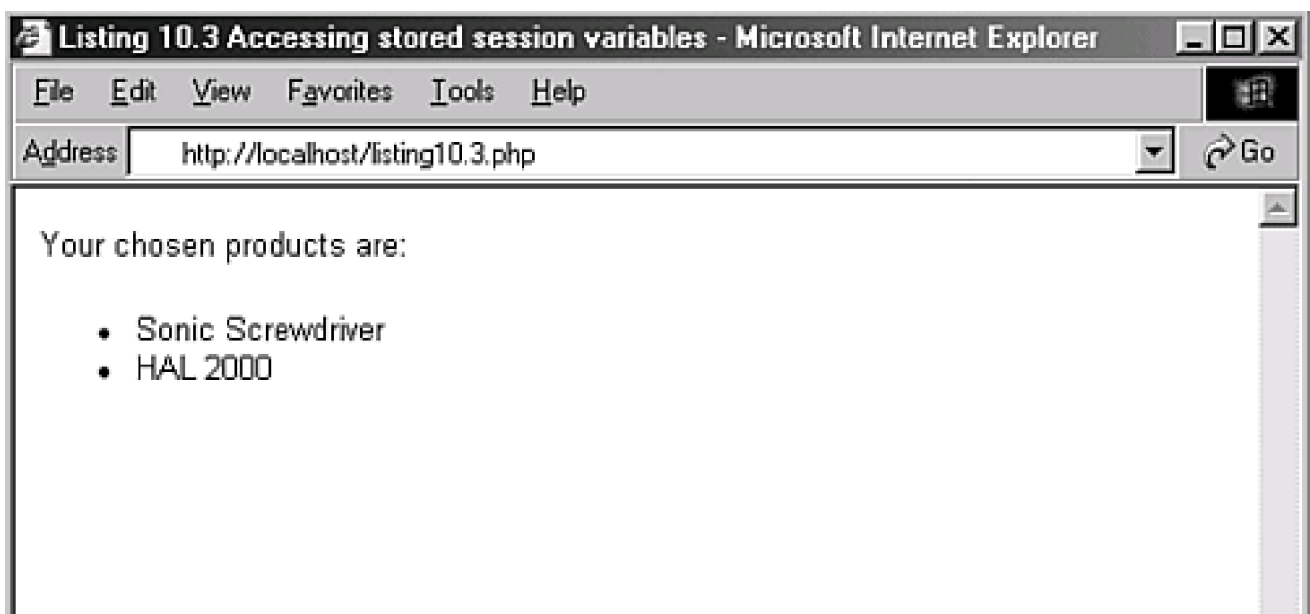 Listing 10.3 Accessing stored session variables - Microsoft Internet Explorer
File Edit View Favorites Tools Help
Address http://localhost/listing10.3.php Go
Your chosen products are:
• Sonic Screwdriver
• HAL 2000